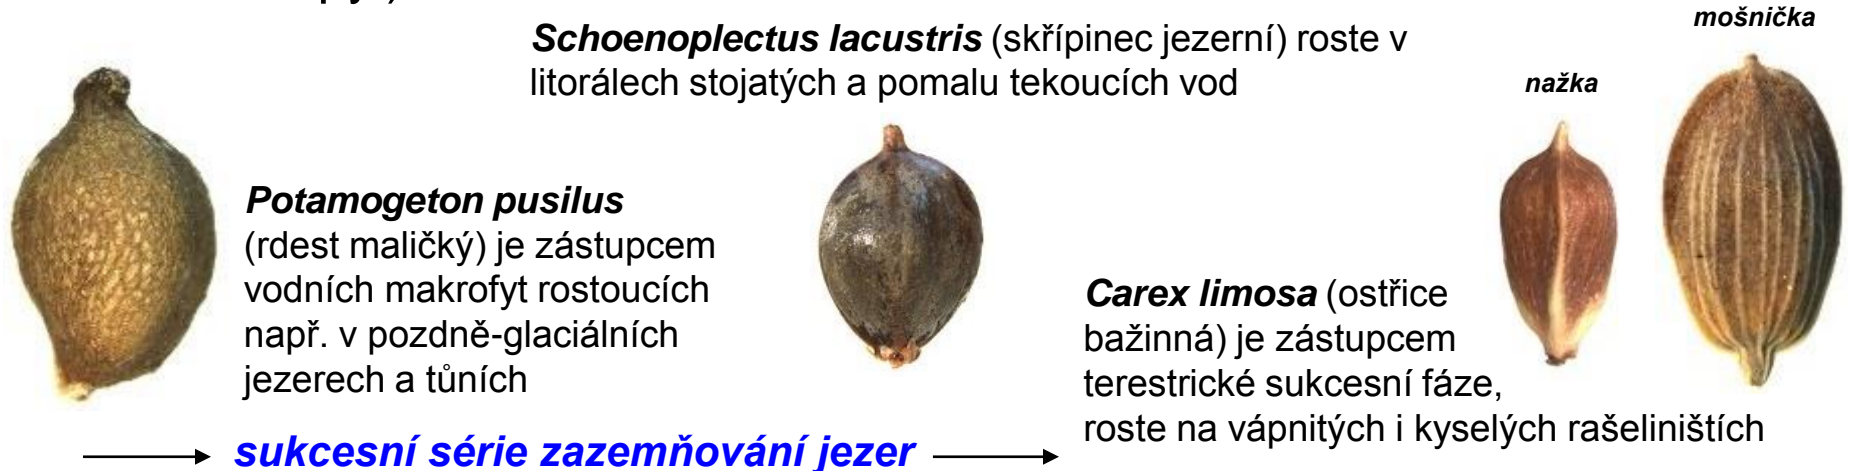 Schoenoplectus lacustris (skřípinec jezerní) roste v
litorálech stojatých a pomalu tekoucích vod
mošnička
nažka
Potamogeton pusilus
(rdest maličký) je zástupcem
vodních makrofyt rostoucích
např. v pozdně-glaciálních
jezerech a tůních
Carex limosa (ostřice
bažinná) je zástupcem
terestrické sukcesní fáze,
roste na vápnitých i kyselých rašeliništích
sukcesní série zazemňování jezer